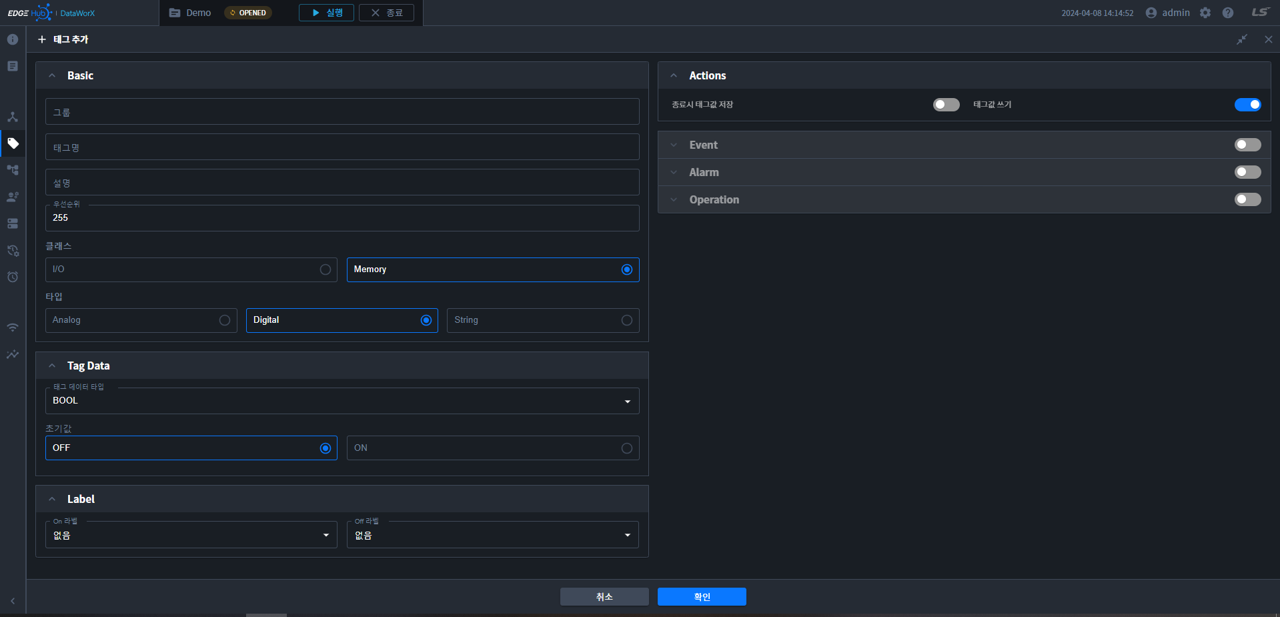 EDGE Hub | DataWorX
Demo
OPENED
실행
종료
2024-04-08 14:14:52
admin
LS
태그 추가
Basic
그룹
태그명
설명
우선순위
255
클래스
I/O
Memory
타입
Analog
Digital
String
Tag Data
태그 데이터 타입
BOOL
초기값
OFF
ON
Label
On 라벨
없음
Off 라벨
없음
Actions
종료시 태그값 저장
태그값 쓰기
Event
Alarm
Operation
취소
확인